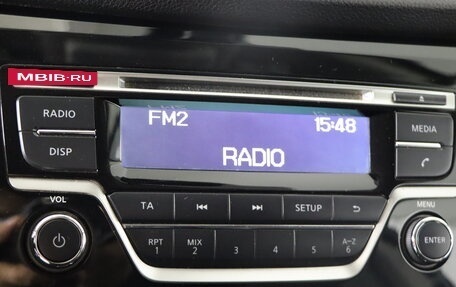 MBIB.RU
RADIO
FM2 15:48
MEDIA
DISP
RADIO
VOL
TA
SETUP
MENU
RPT 1
MIX 2
3
4
5
A-Z 6
ENTER